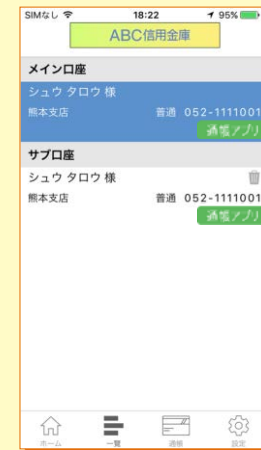 SIMなし 18:22 95%
ABC信用金庫
メイン口座
シュウ タロウ 様
熊本支店 普通 052-1111001
通帳アプリ
サブ口座
シュウ タロウ 様
熊本支店 普通 052-1111001
通帳アプリ
ホーム 一覧 通帳 設定